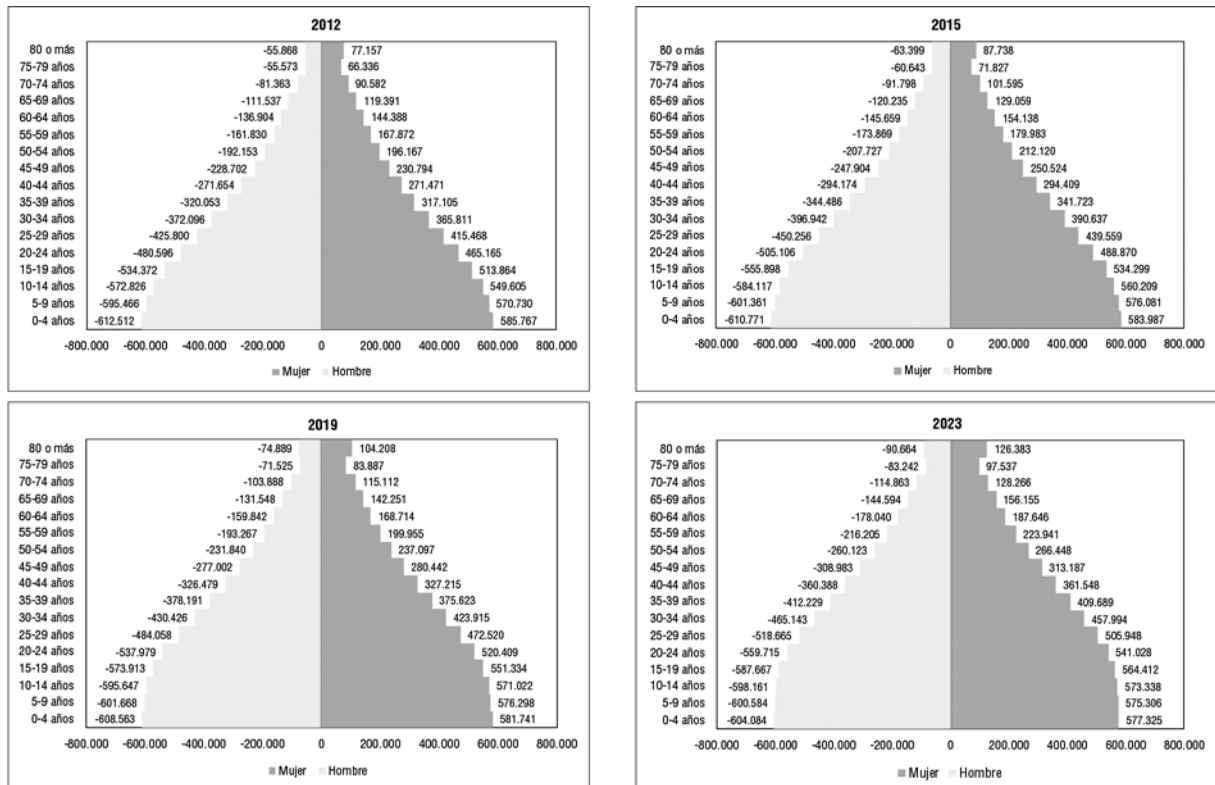 2012
80 o más -55.868 77.157
75-79 años -55.573 66.336
70-74 años -81.363 90.582
65-69 años -111.537 119.391
60-64 años -136.904 144.388
55-59 años -161.830 167.872
50-54 años -192.153 196.167
45-49 años -228.702 230.794
40-44 años -271.654 271.471
35-39 años -320.053 317.105
30-34 años -372.096 365.811
25-29 años -425.800 415.468
20-24 años -480.596 465.165
15-19 años -534.372 513.864
10-14 años -572.826 549.605
5-9 años -595.466 570.730
0-4 años -612.512 585.767
-800.000 -600.000 -400.000 -200.000 0 200.000 400.000 600.000 800.000
Mujer Hombre
2015
80 o más -63.399 87.738
75-79 años -60.643 71.827
70-74 años -91.798 101.595
65-69 años -120.235 129.059
60-64 años -145.659 154.138
55-59 años -173.869 179.983
50-54 años -207.727 212.120
45-49 años -247.904 250.524
40-44 años -294.174 294.409
35-39 años -344.486 341.723
30-34 años -396.942 390.637
25-29 años -450.256 439.559
20-24 años -505.106 488.870
15-19 años -555.898 534.299
10-14 años -584.117 560.209
5-9 años -601.361 576.081
0-4 años -610.771 583.987
-800.000 -600.000 -400.000 -200.000 0 200.000 400.000 600.000 800.000
Mujer Hombre
2019
80 o más -74.889 104.208
75-79 años -71.525 83.887
70-74 años -103.888 115.112
65-69 años -131.548 142.251
60-64 años -159.842 168.714
55-59 años -193.267 199.955
50-54 años -231.840 237.097
45-49 años -277.002 280.442
40-44 años -326.479 327.215
35-39 años -378.191 375.623
30-34 años -430.426 423.915
25-29 años -484.058 472.520
20-24 años -537.979 520.409
15-19 años -573.913 551.334
10-14 años -595.647 571.022
5-9 años -601.668 576.298
0-4 años -608.563 581.741
-800.000 -600.000 -400.000 -200.000 0 200.000 400.000 600.000 800.000
Mujer Hombre
2023
80 o más -90.664 126.383
75-79 años -83.242 97.537
70-74 años -114.863 128.266
65-69 años -144.594 156.155
60-64 años -178.040 187.646
55-59 años -216.205 223.941
50-54 años -260.123 266.448
45-49 años -308.983 313.187
40-44 años -360.388 361.548
35-39 años -412.229 409.689
30-34 años -465.143 457.994
25-29 años -518.665 505.948
20-24 años -559.715 541.028
15-19 años -587.667 564.412
10-14 años -598.161 573.338
5-9 años -600.584 575.306
0-4 años -604.084 577.325
-800.000 -600.000 -400.000 -200.000 0 200.000 400.000 600.000 800.000
Mujer Hombre